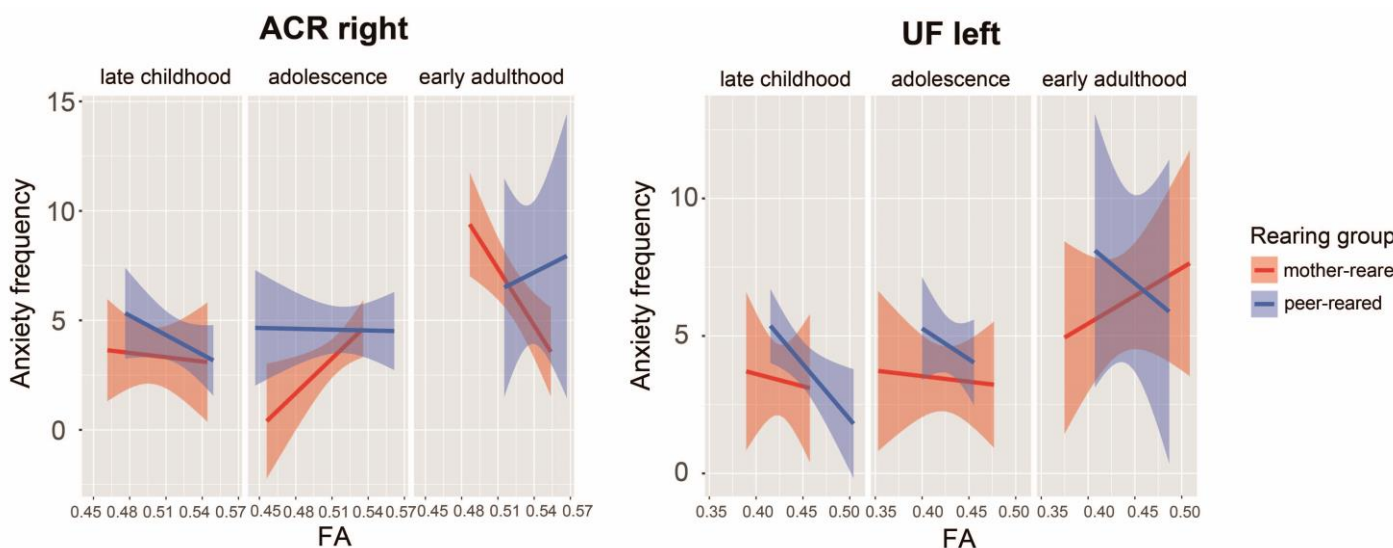 ACR right
UF left
late childhood adolescence early adulthood
late childhood adolescence early adulthood
Anxiety frequency
15
10
5
0
0.45 0.48 0.51 0.54 0.57
0.45 0.48 0.51 0.54 0.57
0.45 0.48 0.51 0.54 0.57
FA
Anxiety frequency
10
5
0
0.35 0.40 0.45 0.50
0.35 0.40 0.45 0.50
0.35 0.40 0.45 0.50
FA
Rearing group
mother-reare
peer-reared